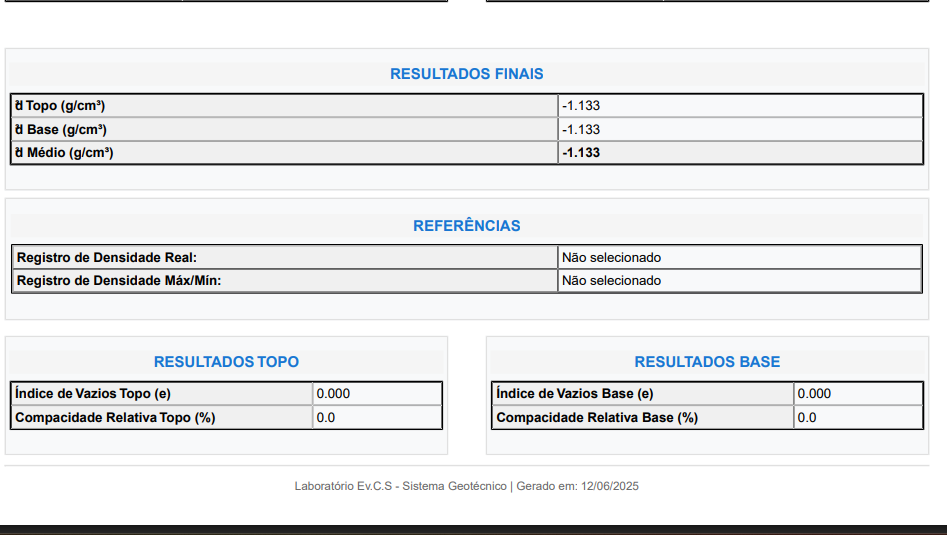 RESULTADOS FINAIS
d Topo (g/cm³) -1.133
d Base (g/cm³) -1.133
d Médio (g/cm³) -1.133
REFERÊNCIAS
Registro de Densidade Real: Não selecionado
Registro de Densidade Máx/Mín: Não selecionado
RESULTADOS TOPO
Índice de Vazios Topo (e) 0.000
Compacidade Relativa Topo (%) 0.0
RESULTADOS BASE
Índice de Vazios Base (e) 0.000
Compacidade Relativa Base (%) 0.0
Laboratório Ev.C.S - Sistema Geotécnico | Gerado em: 12/06/2025